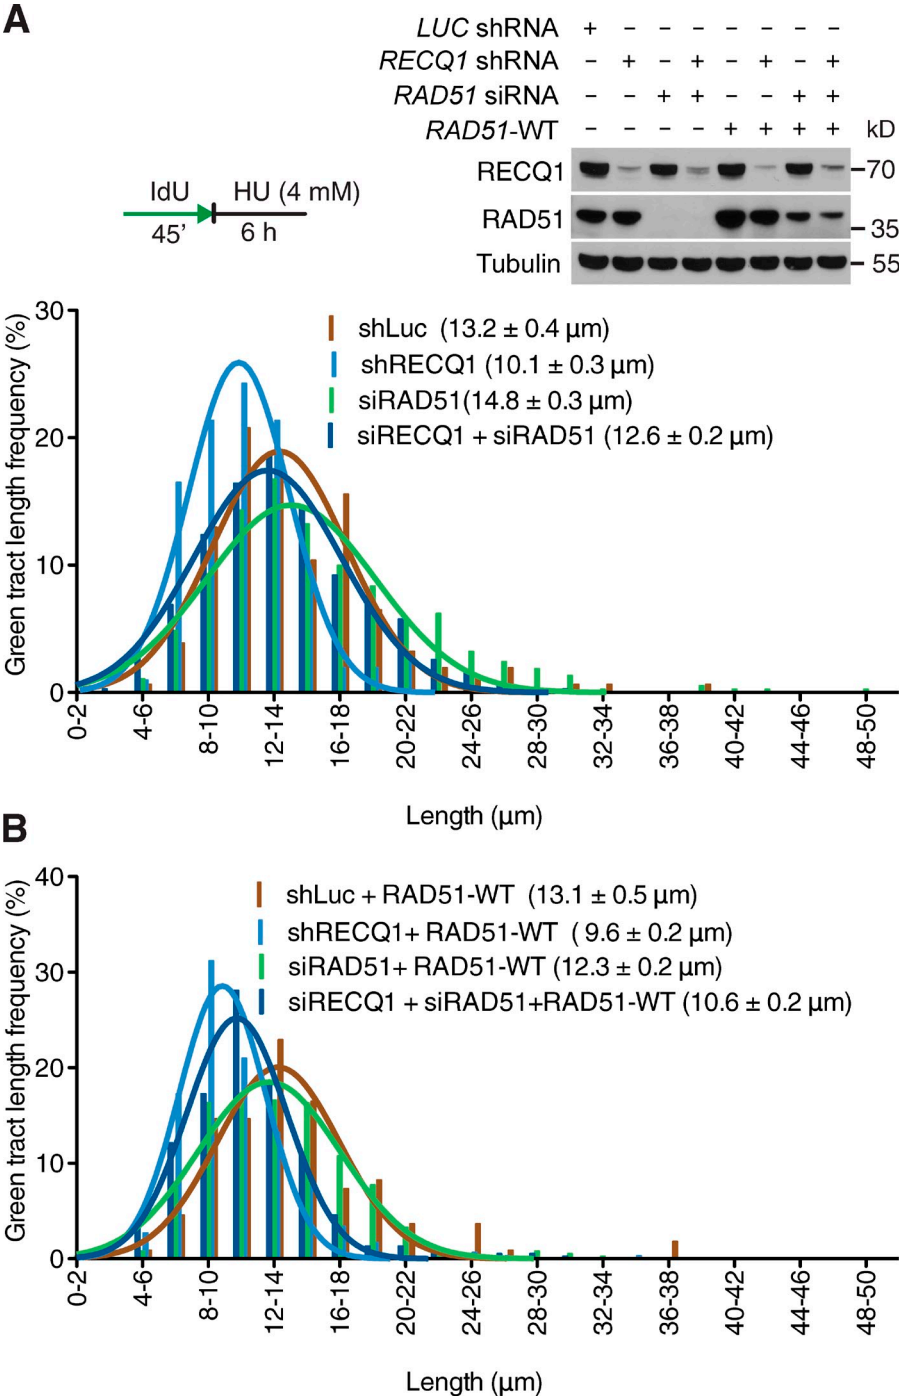 A
LUC shRNA + – – – – – – –
RECQ1 shRNA – + – + – + – +
RAD51 siRNA – – + + – – + +
RAD51-WT – – – – + + + + kD
RECQ1 70
RAD51 35
Tubulin 55
IdU HU (4 mM)
45’ 6 h
Green tract length frequency (%)
30
20
10
0
shLuc (13.2 ± 0.4 µm)
shRECQ1 (10.1 ± 0.3 µm)
siRAD51(14.8 ± 0.3 µm)
siRECQ1 + siRAD51 (12.6 ± 0.2 µm)
0-2 4-6 8-10 12-14 16-18 20-22 24-26 28-30 32-34 36-38 40-42 44-46 48-50
Length (µm)
B
Green tract length frequency (%)
40
30
20
10
0
shLuc + RAD51-WT (13.1 ± 0.5 µm)
shRECQ1+ RAD51-WT ( 9.6 ± 0.2 µm)
siRAD51+ RAD51-WT (12.3 ± 0.2 µm)
siRECQ1 + siRAD51+RAD51-WT (10.6 ± 0.2 µm)
0-2 4-6 8-10 12-14 16-18 20-22 24-26 28-30 32-34 36-38 40-42 44-46 48-50
Length (µm)